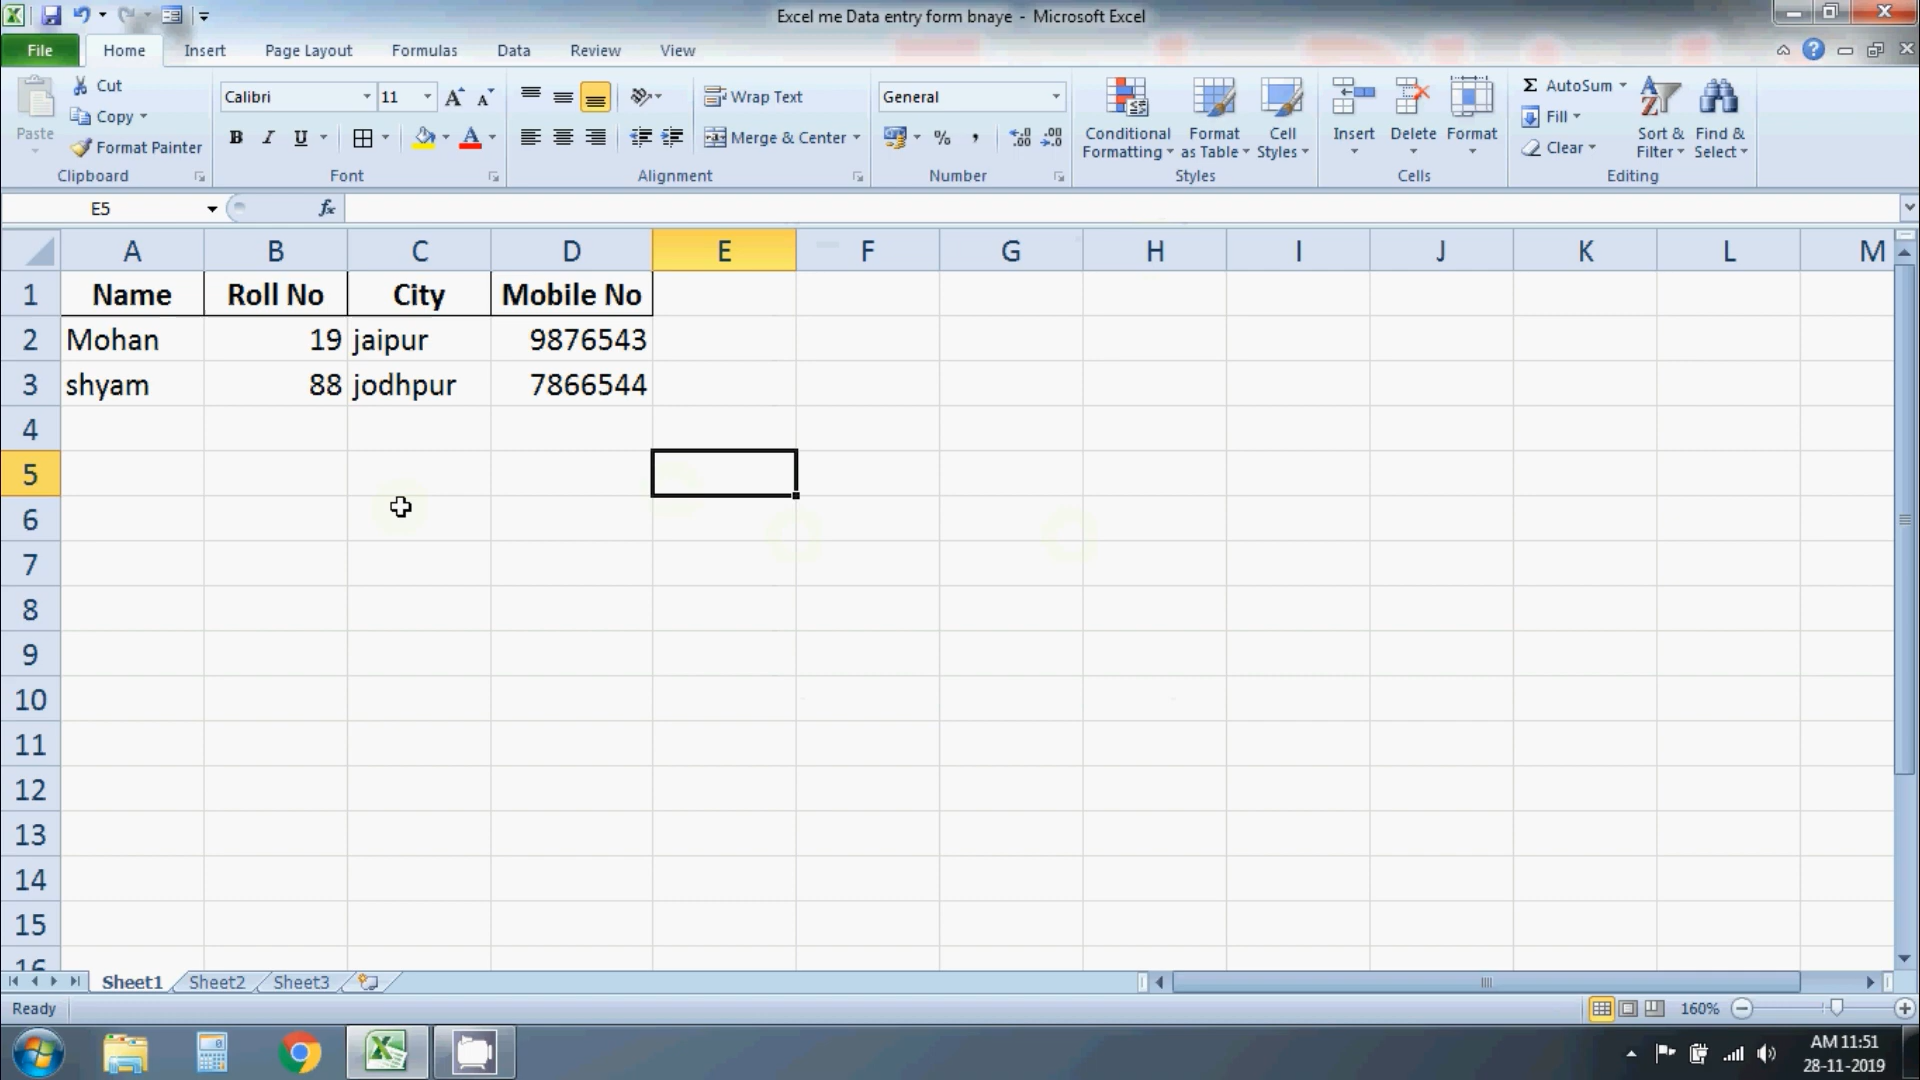 Excel me Data entry form bnaye - Microsoft Excel
File Home Insert Page Layout Formulas Data Review View
Paste
Cut
Copy
Format Painter
Clipboard
Calibri 11
B I U
A
Font
Wrap Text
Merge & Center
Alignment
General
%
Number
Conditional Formatting
Format as Table
Cell Styles
Styles
Insert
Delete
Format
Cells
Σ AutoSum
Fill
Clear
Sort & Filter
Find & Select
Editing
E5 fx
A B C D E F G H I J K L M
1 Name Roll No City Mobile No
2 Mohan 19 jaipur 9876543
3 shyam 88 jodhpur 7866544
4
5
6
7
8
9
10
11
12
13
14
15
16
Sheet1 Sheet2 Sheet3
Ready 160%
AM 11:51
28-11-2019